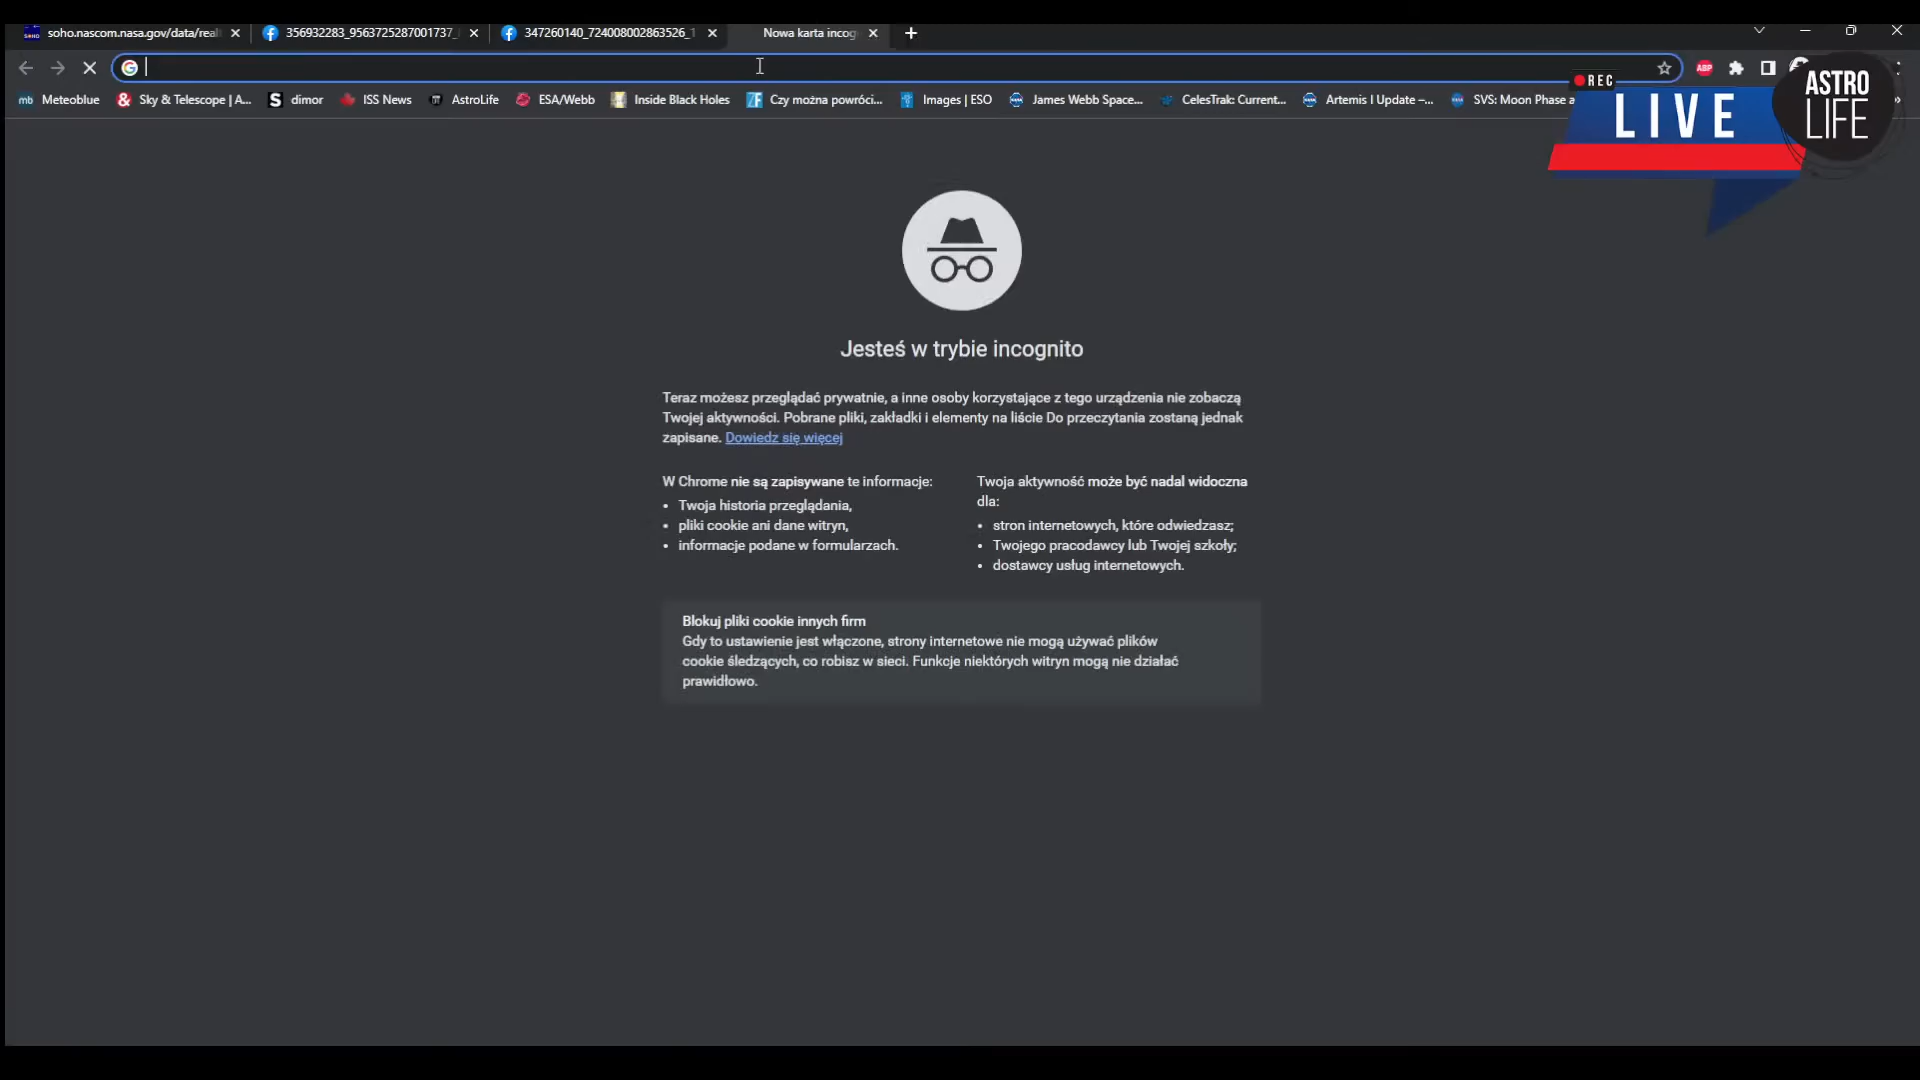 soho.nascom.nasa.gov/data/real
356932283_9563725287001737_
347260140_724008002863526_1
Nowa karta incog
Meteoblue
Sky & Telescope | A...
dimor
ISS News
AstroLife
ESA/Webb
Inside Black Holes
Czy można powróci...
Images | ESO
James Webb Space...
CelesTrak: Current...
Artemis I Update –...
SVS: Moon Phase a
REC
LIVE
ASTRO
LIFE
Jesteś w trybie incognito
Teraz możesz przeglądać prywatnie, a inne osoby korzystające z tego urządzenia nie zobaczą
Twojej aktywności. Pobrane pliki, zakładki i elementy na liście Do przeczytania zostaną jednak
zapisane. Dowiedz się więcej
W Chrome nie są zapisywane te informacje:
• Twoja historia przeglądania,
• pliki cookie ani dane witryn,
• informacje podane w formularzach.
Twoja aktywność może być nadal widoczna
dla:
• stron internetowych, które odwiedzasz;
• Twojego pracodawcy lub Twojej szkoły;
• dostawcy usług internetowych.
Blokuj pliki cookie innych firm
Gdy to ustawienie jest włączone, strony internetowe nie mogą używać plików
cookie śledzących, co robisz w sieci. Funkcje niektórych witryn mogą nie działać
prawidłowo.